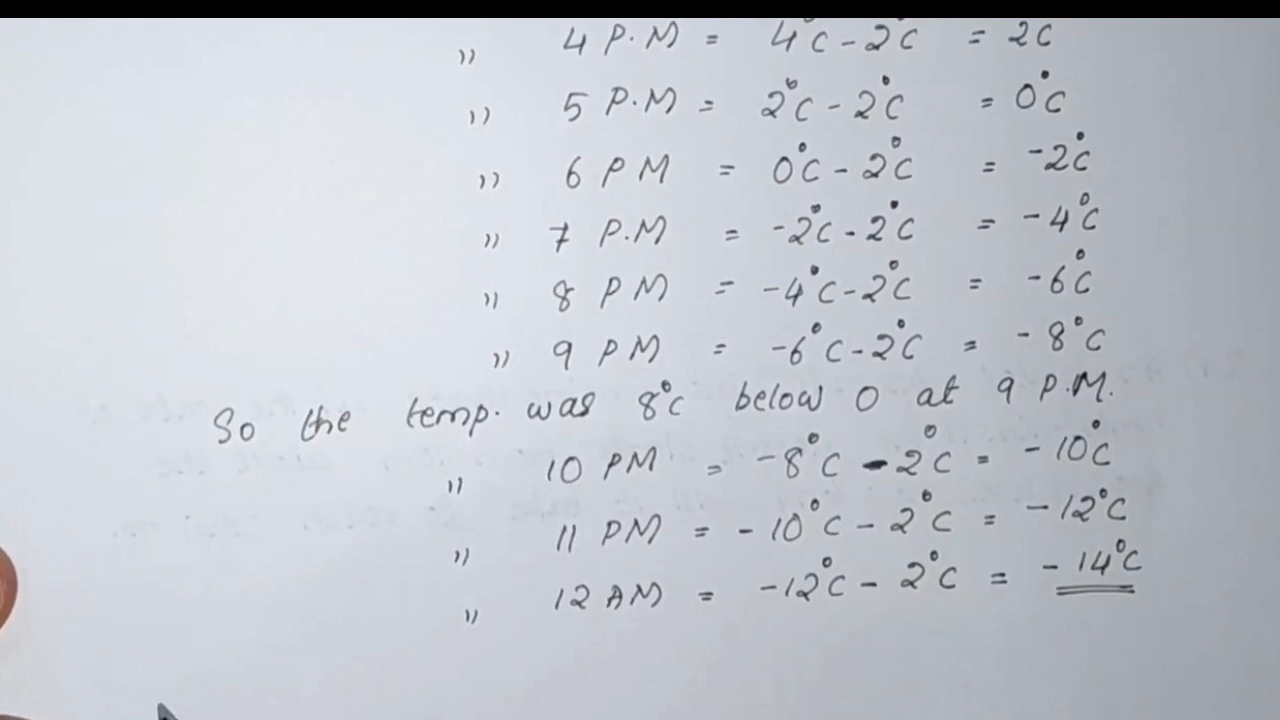 " 4 P.M = 4°C - 2°C = 2C
" 5 P.M = 2°C - 2°C = 0°C
" 6 PM = 0°C - 2°C = -2°C
" 7 P.M = -2°C - 2°C = -4°C
" 8 PM = -4°C - 2°C = -6°C
" 9 PM = -6°C - 2°C = -8°C
So the temp. was 8°C below 0 at 9 P.M.
" 10 PM. = -8°C - 2°C = -10°C
" 11 PM = -10°C - 2°C = -12°C
" 12 AM = -12°C - 2°C = -14°C